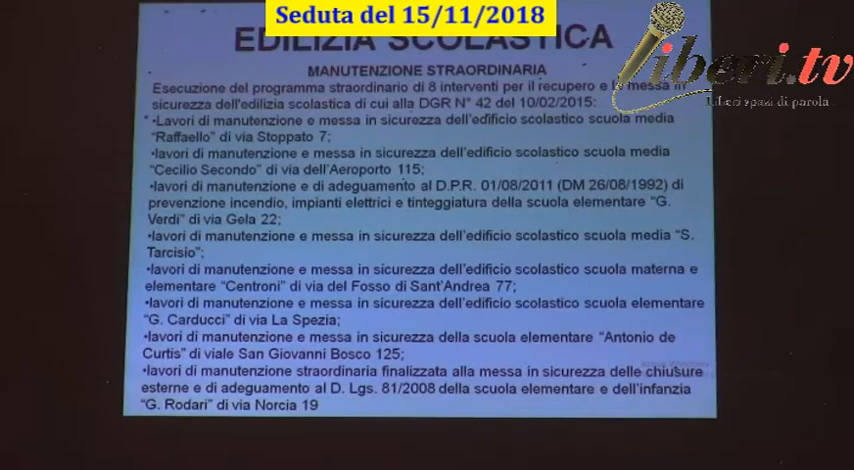 Seduta del 15/11/2018
EDILIZIA SCOLASTICA
liberi.tv
Liberi spazi di parola
MANUTENZIONE STRAORDINARIA
Esecuzione del programma straordinario di 8 interventi per il recupero e la messa in
sicurezza dell'edilizia scolastica di cui alla DGR N° 42 del 10/02/2015:
•Lavori di manutenzione e messa in sicurezza dell'edificio scolastico scuola media
"Raffaello" di via Stoppato 7;
•lavori di manutenzione e messa in sicurezza dell'edificio scolastico scuola media
"Cecilio Secondo" di via dell'Aeroporto 115;
•lavori di manutenzione e di adeguamento al D.P.R. 01/08/2011 (DM 26/08/1992) di
prevenzione incendio, impianti elettrici e tinteggiatura della scuola elementare "G.
Verdi" di via Gela 22;
•lavori di manutenzione e messa in sicurezza dell'edificio scolastico scuola media "S.
Tarcisio";
•lavori di manutenzione e messa in sicurezza dell'edificio scolastico scuola materna e
elementare "Centroni" di via del Fosso di Sant'Andrea 77;
•lavori di manutenzione e messa in sicurezza dell'edificio scolastico scuola elementare
"G. Carducci" di via La Spezia;
•lavori di manutenzione e messa in sicurezza della scuola elementare "Antonio de
Curtis" di viale San Giovanni Bosco 125;
•lavori di manutenzione straordinaria finalizzata alla messa in sicurezza delle chiusure
esterne e di adeguamento al D. Lgs. 81/2008 della scuola elementare e dell'infanzia
"G. Rodari" di via Norcia 19